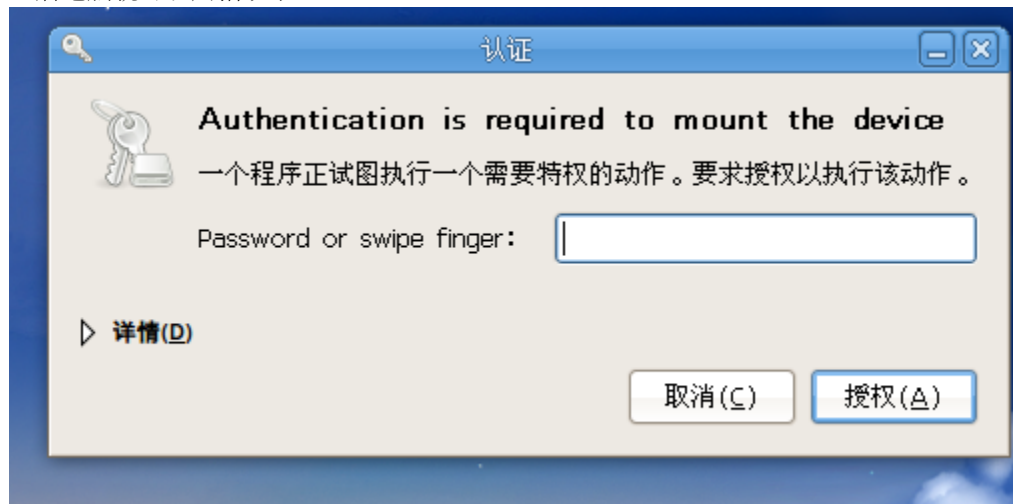 认证
Authentication is required to mount the device
一个程序正试图执行一个需要特权的动作。要求授权以执行该动作。
Password or swipe finger:
详情(D)
取消(C)
授权(A)